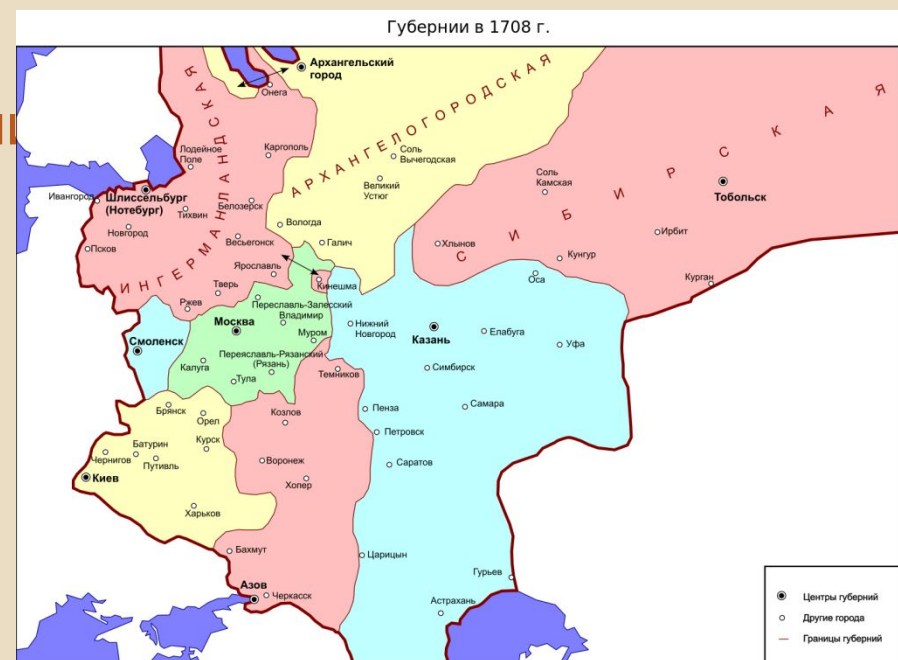 Губернии в 1708 г.
Архангельский
город
Онега
ИНГЕРМАНЛАНДСКАЯ
АРХАНГЕЛОГОРОДСКАЯ
СИБИРСКАЯ
Лодейное
Поле
Каргополь
Соль
Вычегодская
Великий
Устюг
Соль
Камская
Тобольск
Ивангород
Шлиссельбург
(Нотебург)
Тихвин
Белозерск
Новгород
Вологда
Псков
Весьегонск
Галич
Хлынов
Ирбит
Кунгур
Ярославль
Кинешма
Оса
Курган
Тверь
Ржев
Переславль-Залесский
Владимир
Москва
Муром
Нижний
Новгород
Казань
Елабуга
Уфа
Смоленск
Переяславль-Рязанский
(Рязань)
Калуга
Тула
Темников
Симбирск
Брянск
Орел
Козлов
Пенза
Самара
Петровск
Батурин
Курск
Чернигов
Путивль
Воронеж
Саратов
Киев
Хопер
Харьков
Бахмут
Царицын
Гурьев
Азов
Черкасск
Астрахань
Центры губерний
Другие города
Границы губерний